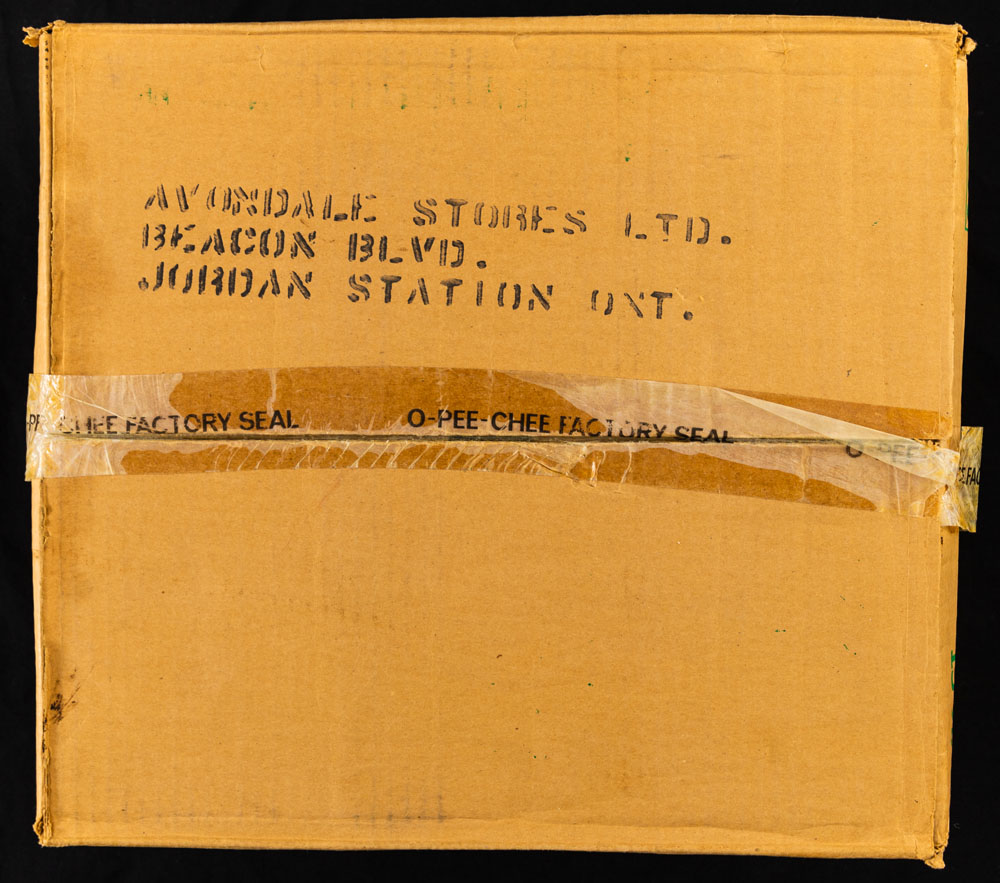 AVONDALE STORES LTD.
BEACON BLVD.
JORDAN STATION ONT.
CHEE FACTORY SEAL O-PEE-CHEE FACTORY SEAL O-PEE